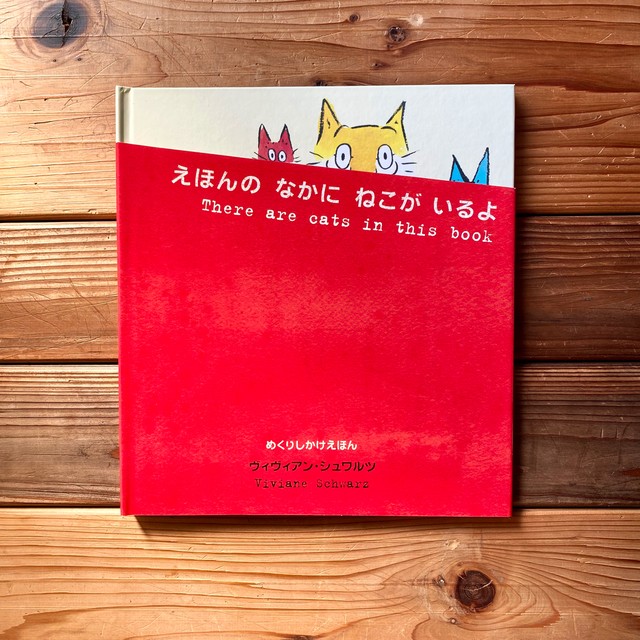 えほんの なかに ねこが いるよ
There are cats in this book
めくりしかけえほん
ヴィヴィアン・シュワルツ
Viviane Schwarz